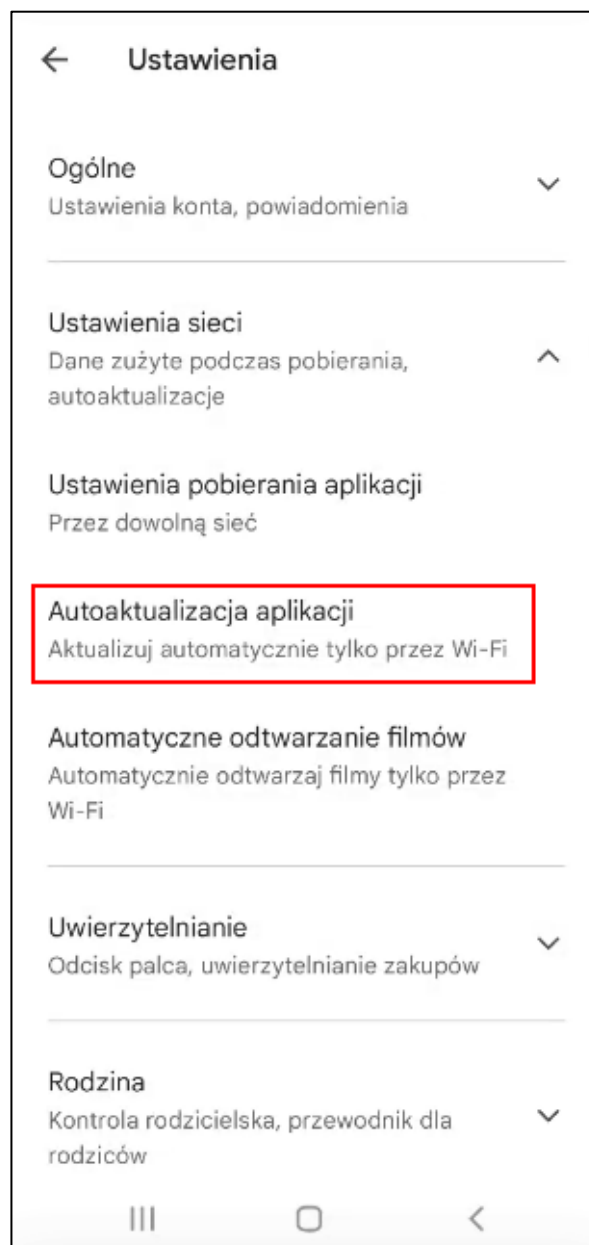 Ustawienia
Ogólne
Ustawienia konta, powiadomienia
Ustawienia sieci
Dane zużyte podczas pobierania,
autoaktualizacje
Ustawienia pobierania aplikacji
Przez dowolną sieć
Autoaktualizacja aplikacji
Aktualizuj automatycznie tylko przez Wi-Fi
Automatyczne odtwarzanie filmów
Automatycznie odtwarzaj filmy tylko przez
Wi-Fi
Uwierzytelnianie
Odcisk palca, uwierzytelnianie zakupów
Rodzina
Kontrola rodzicielska, przewodnik dla
rodziców